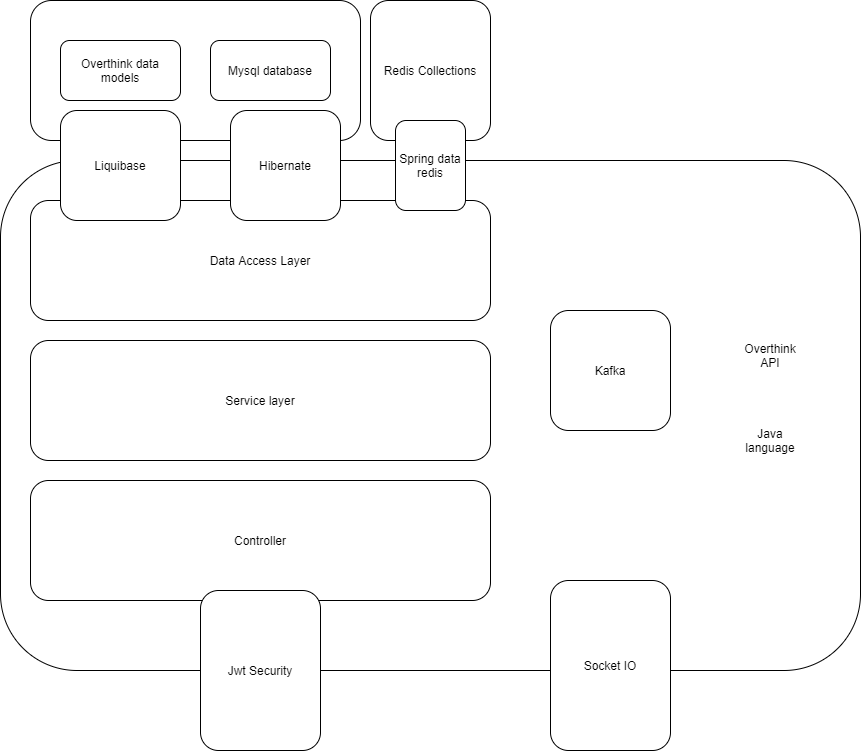 Overthink data
models
Mysql database
Redis Collections
Liquibase
Hibernate
Spring data
redis
Data Access Layer
Overthink
API
Kafka
Service layer
Java
language
Controller
Jwt Security
Socket IO